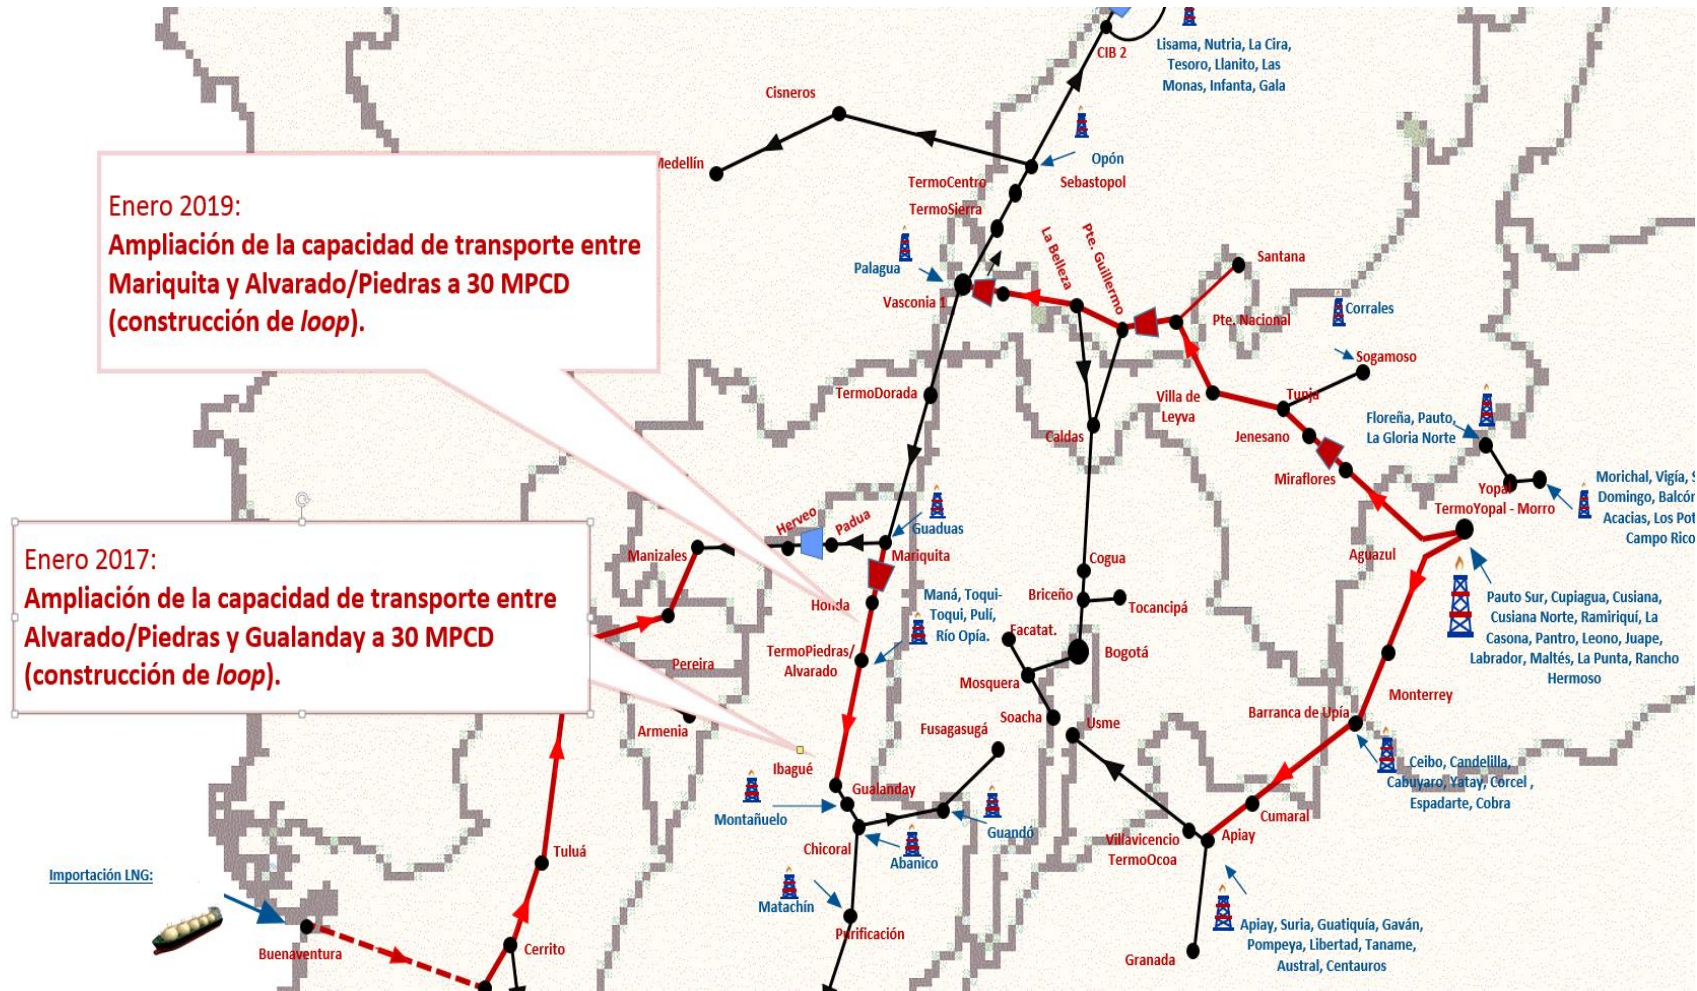 Lisama, Nutria, La Cira,
Tesoro, Llanito, Las
Monas, Infanta, Gala
CIB 2
Cisneros
Medellín
Opón
Sebastopol
TermoCentro
TermoSierra
Enero 2019:
Ampliación de la capacidad de transporte entre
Mariquita y Alvarado/Piedras a 30 MPCD
(construcción de loop).
Palagua
Vasconia 1
La Belleza
Pte. Guillermo
Santana
Pte. Nacional
Corrales
Sogamoso
TermoDorada
Villa de
Leyva
Tunja
Caldas
Jenesano
Miraflores
Floreña, Pauto,
La Gloria Norte
Yopal
TermoYopal - Morro
Morichal, Vigía, S
Domingo, Balcón
Acacias, Los Pot
Campo Rico
Aguazul
Herveo
Padua
Guaduas
Mariquita
Manizales
Enero 2017:
Ampliación de la capacidad de transporte entre
Alvarado/Piedras y Gualanday a 30 MPCD
(construcción de loop).
Honda
Maná, Toqui-
Toqui, Pulí,
Río Opía.
Cogua
Briceño
Tocancipá
Facatat.
Bogotá
Mosquera
Soacha
Usme
Pauto Sur, Cupiagua, Cusiana,
Cusiana Norte, Ramiriquí, La
Casona, Pantro, Leono, Juape,
Labrador, Maltés, La Punta, Rancho
Hermoso
TermoPiedras/
Alvarado
Pereira
Armenia
Monterrey
Barranca de Upía
Fusagasugá
Ibagué
Gualanday
Montañuelo
Ceibo, Candelilla,
Cabuyaro, Yatay, Corcel ,
Espadarte, Cobra
Cumaral
Guandó
Villavicencio
TermoOcoa
Apiay
Chicoral
Abanico
Tuluá
Importación LNG:
Matachín
Purificación
Buenaventura
Cerrito
Granada
Apiay, Suria, Guatiquía, Gaván,
Pompeya, Libertad, Taname,
Austral, Centauros